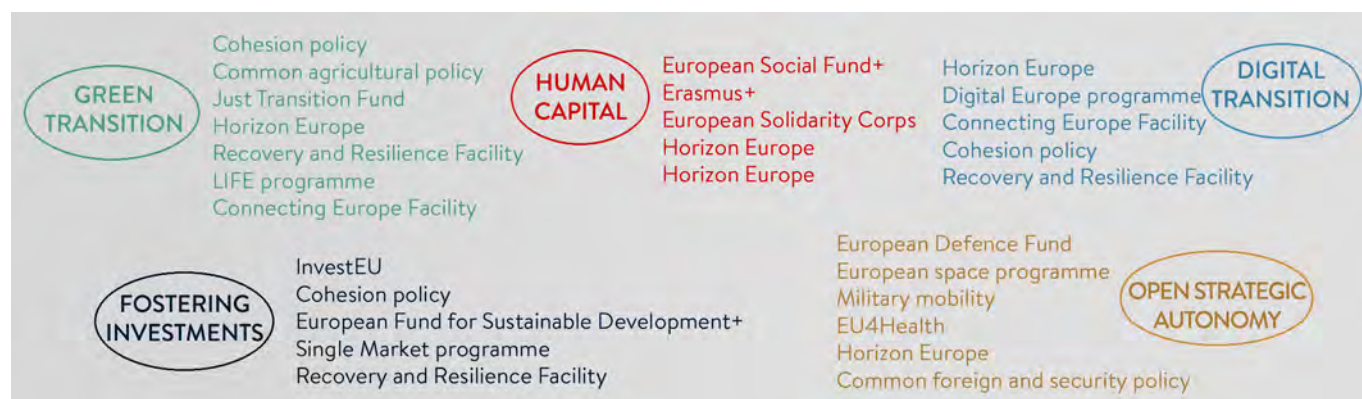 GREEN
TRANSITION
Cohesion policy
Common agricultural policy
Just Transition Fund
Horizon Europe
Recovery and Resilience Facility
LIFE programme
Connecting Europe Facility
HUMAN
CAPITAL
European Social Fund+
Erasmus+
European Solidarity Corps
Horizon Europe
Horizon Europe
DIGITAL
TRANSITION
Horizon Europe
Digital Europe programme
Connecting Europe Facility
Cohesion policy
Recovery and Resilience Facility
FOSTERING
INVESTMENTS
InvestEU
Cohesion policy
European Fund for Sustainable Development+
Single Market programme
Recovery and Resilience Facility
OPEN STRATEGIC
AUTONOMY
European Defence Fund
European space programme
Military mobility
EU4Health
Horizon Europe
Common foreign and security policy